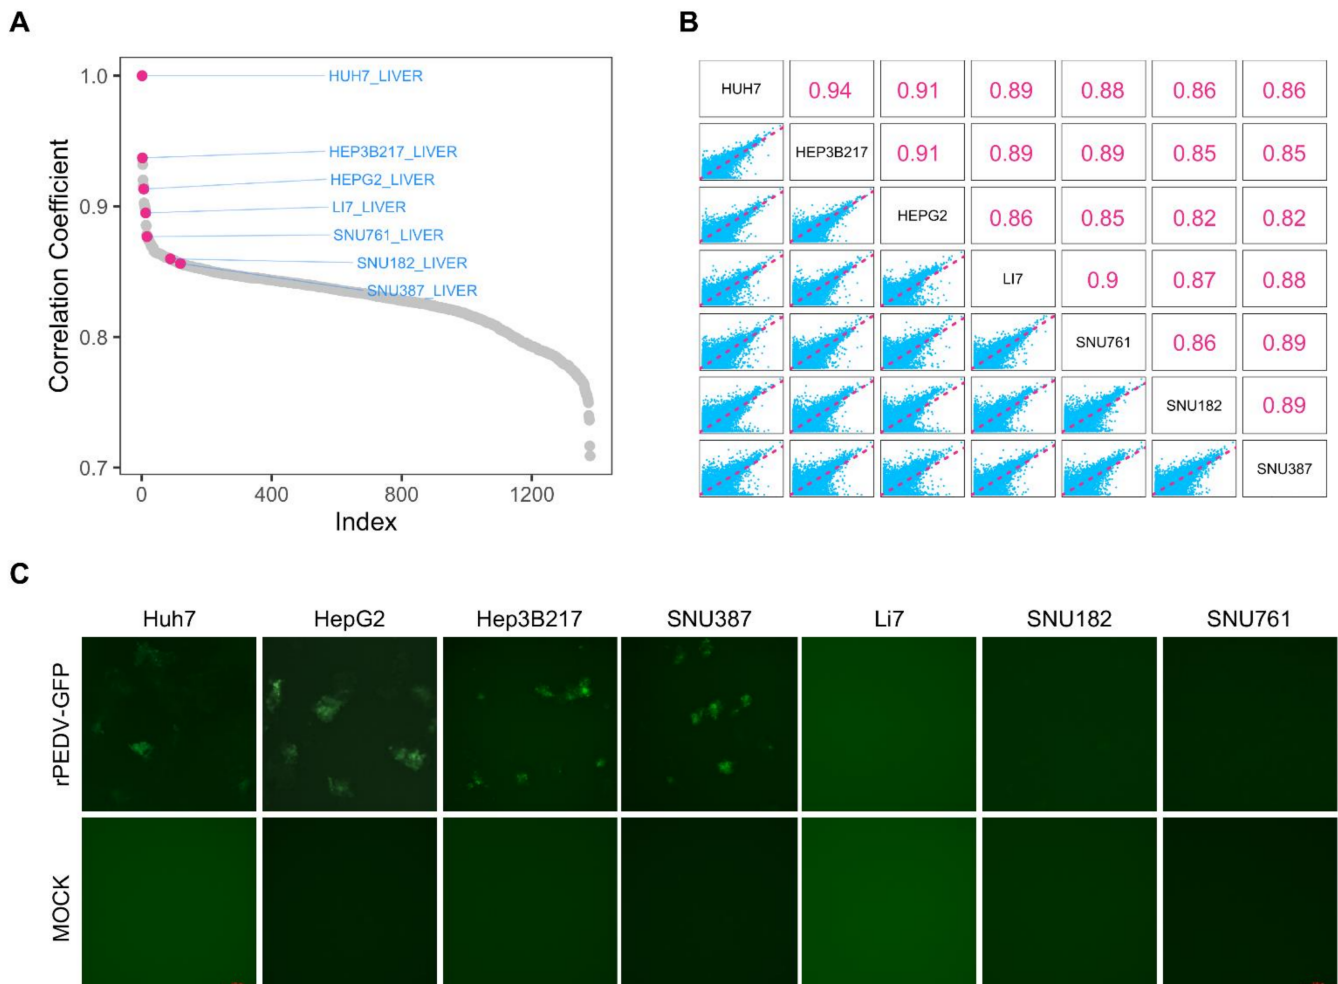 A
Correlation Coefficient
1.0
0.9
0.8
0.7
HUH7_LIVER
HEP3B217_LIVER
HEPG2_LIVER
LI7_LIVER
SNU761_LIVER
SNU182_LIVER
SNU387_LIVER
0 400 800 1200
Index
B
HUH7 0.94 0.91 0.89 0.88 0.86 0.86
HEP3B217 0.91 0.89 0.89 0.85 0.85
HEPG2 0.86 0.85 0.82 0.82
LI7 0.9 0.87 0.88
SNU761 0.86 0.89
SNU182 0.89
SNU387
C
Huh7 HepG2 Hep3B217 SNU387 Li7 SNU182 SNU761
rPEDV-GFP
MOCK